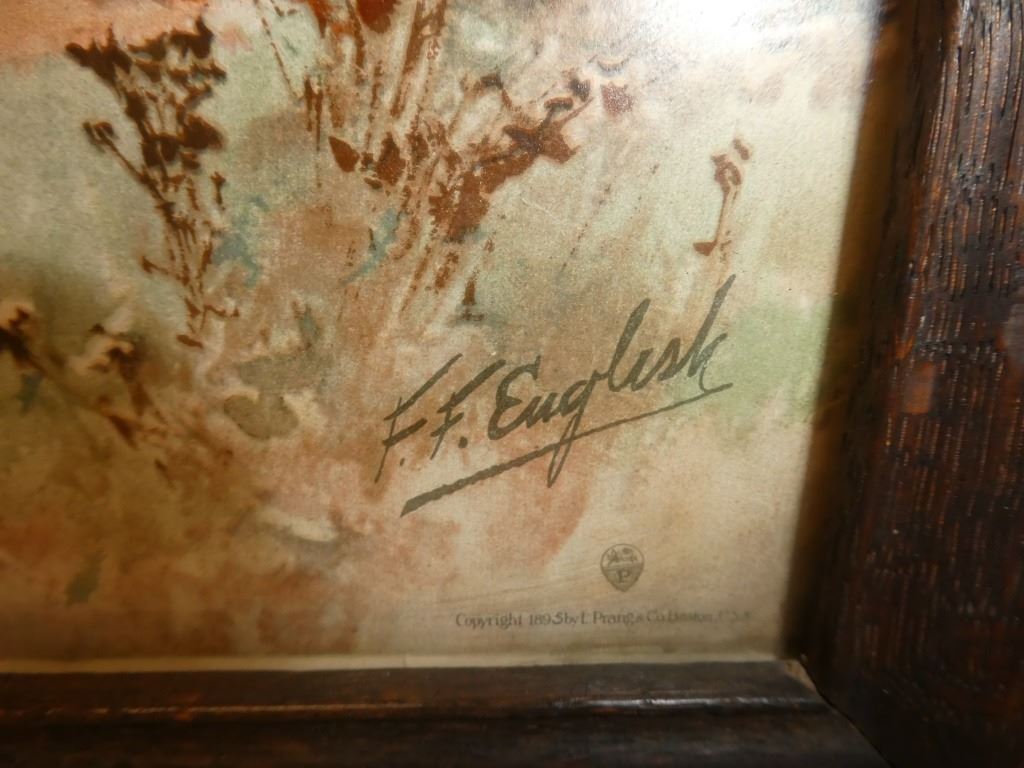 F. F. English
P
Copyright 1895 by L. Prang & Co. Boston, U.S.A.